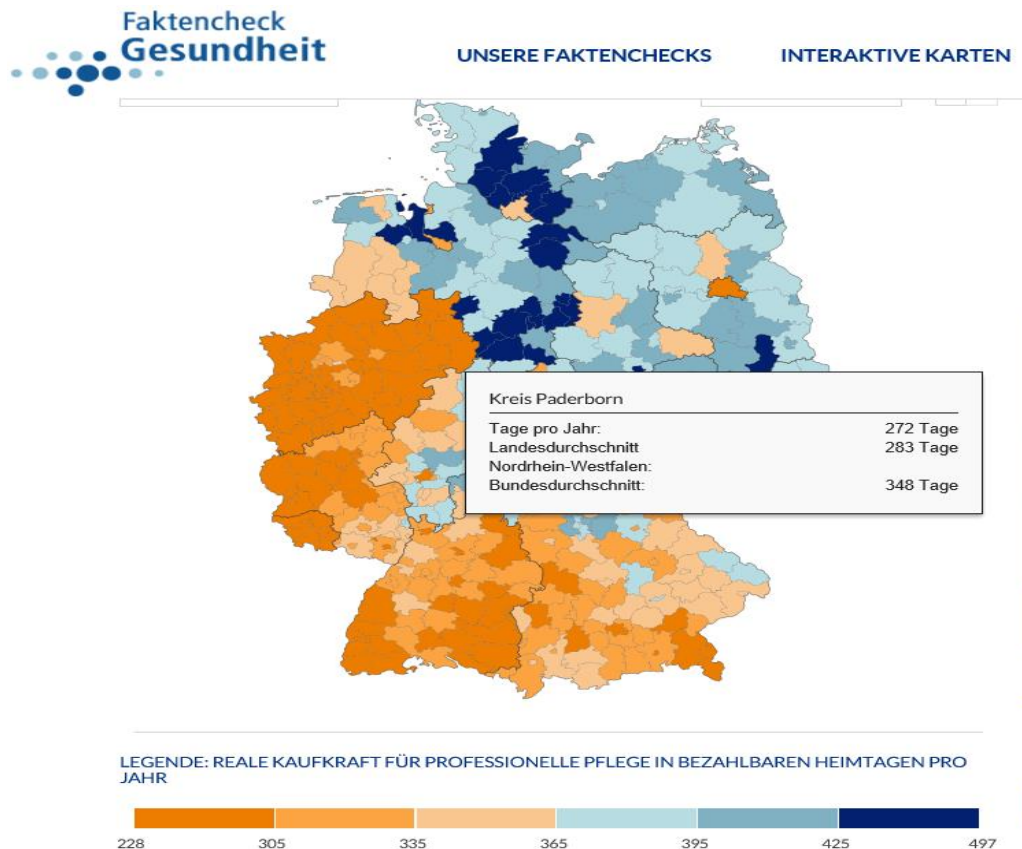 Faktencheck
Gesundheit
UNSERE FAKTENCHECKS INTERAKTIVE KARTEN
Kreis Paderborn
Tage pro Jahr: 272 Tage
Landesdurchschnitt 283 Tage
Nordrhein-Westfalen:
Bundesdurchschnitt: 348 Tage
LEGENDE: REALE KAUFKRAFT FÜR PROFESSIONELLE PFLEGE IN BEZAHLBAREN HEIMTAGEN PRO
JAHR
228 305 335 365 395 425 497